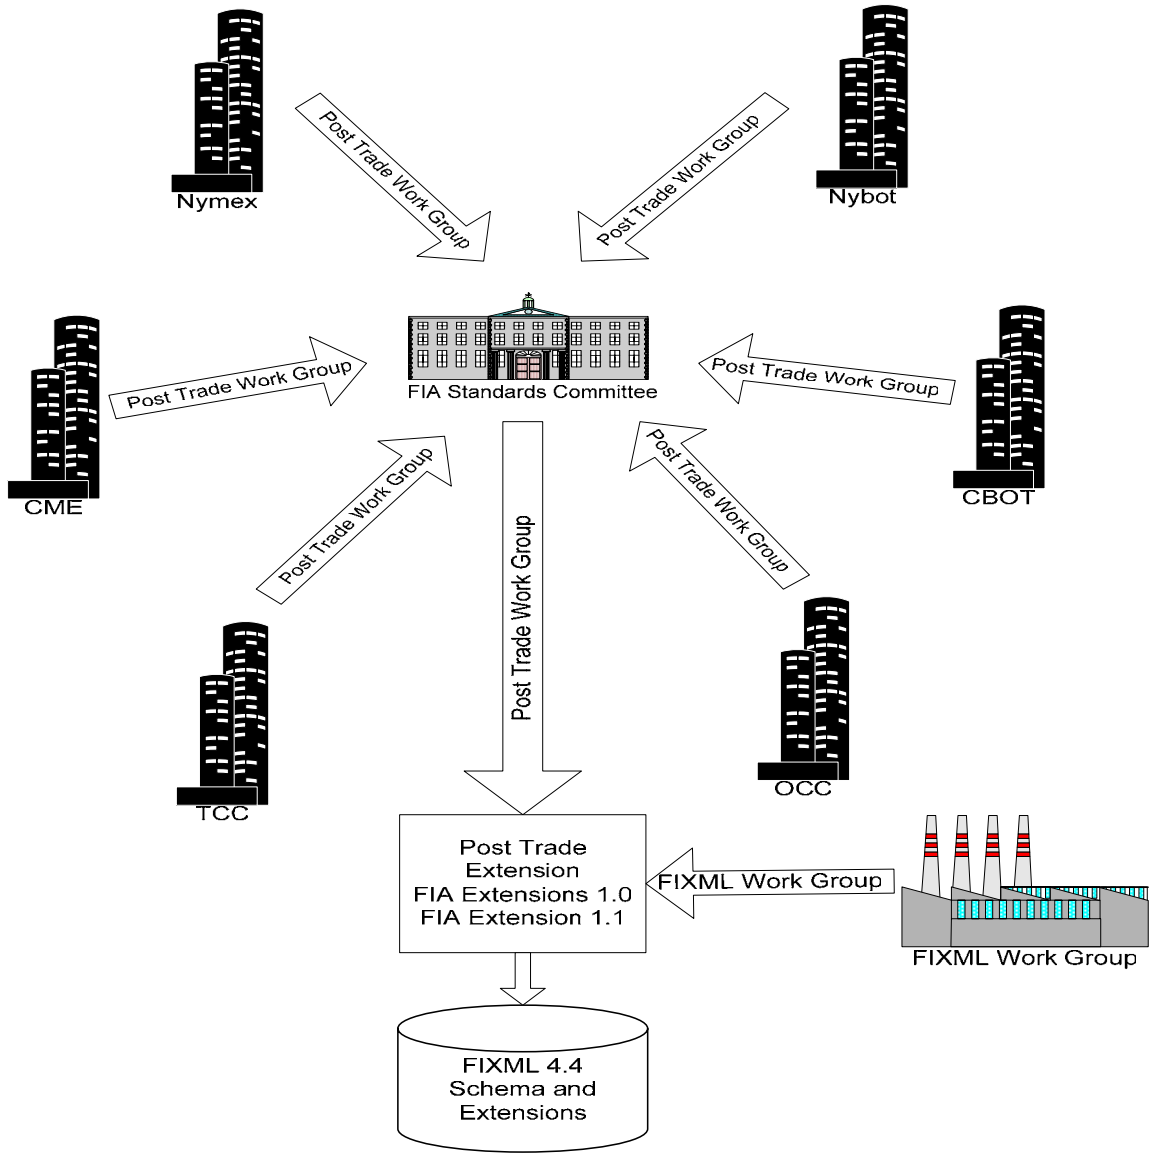 Nymex
Post Trade Work Group
Post Trade Work Group
Nybot
CME
Post Trade Work Group
FIA Standards Committee
Post Trade Work Group
CBOT
Post Trade Work Group
Post Trade Work Group
Post Trade Work Group
TCC
OCC
Post Trade
Extension
FIA Extensions 1.0
FIA Extension 1.1
FIXML Work Group
FIXML Work Group
FIXML 4.4
Schema and
Extensions